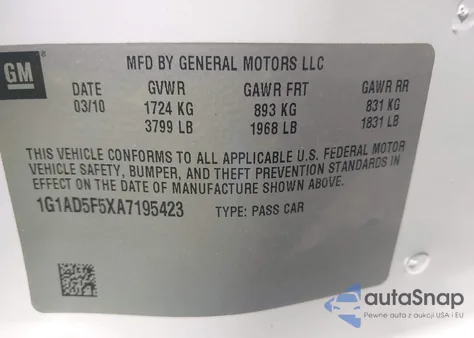 GM
MFD BY GENERAL MOTORS LLC
DATE GVWR GAWR FRT GAWR RR
03/10 1724 KG 893 KG 831 KG
3799 LB 1968 LB 1831 LB
THIS VEHICLE CONFORMS TO ALL APPLICABLE U.S. FEDERAL MOTOR
VEHICLE SAFETY, BUMPER, AND THEFT PREVENTION STANDARDS IN
EFFECT ON THE DATE OF MANUFACTURE SHOWN ABOVE.
1G1AD5F5XA7195423 TYPE: PASS CAR
autoSnap
Pewne auta z aukcji USA i EU